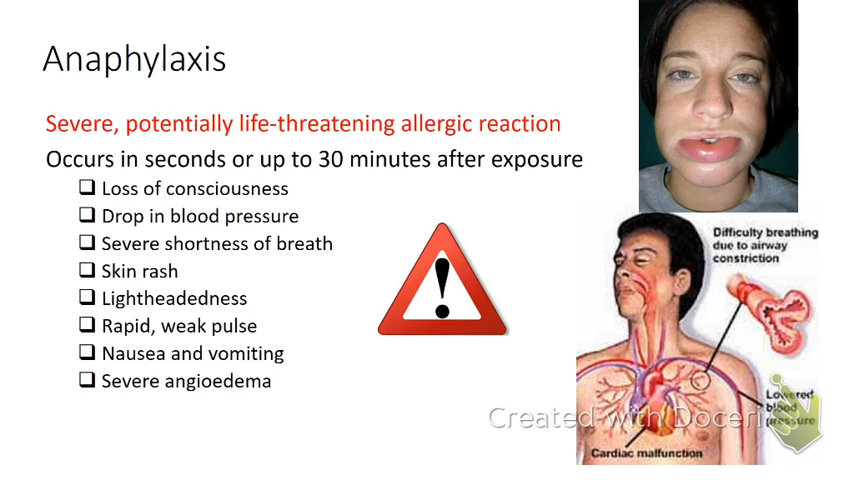 Anaphylaxis
Severe, potentially life-threatening allergic reaction
Occurs in seconds or up to 30 minutes after exposure
Loss of consciousness
Drop in blood pressure
Severe shortness of breath
Skin rash
Lightheadedness
Rapid, weak pulse
Nausea and vomiting
Severe angioedema
!
Difficulty breathing
due to airway
constriction
Lowered
blood
pressure
Cardiac malfunction
Created with Doceri